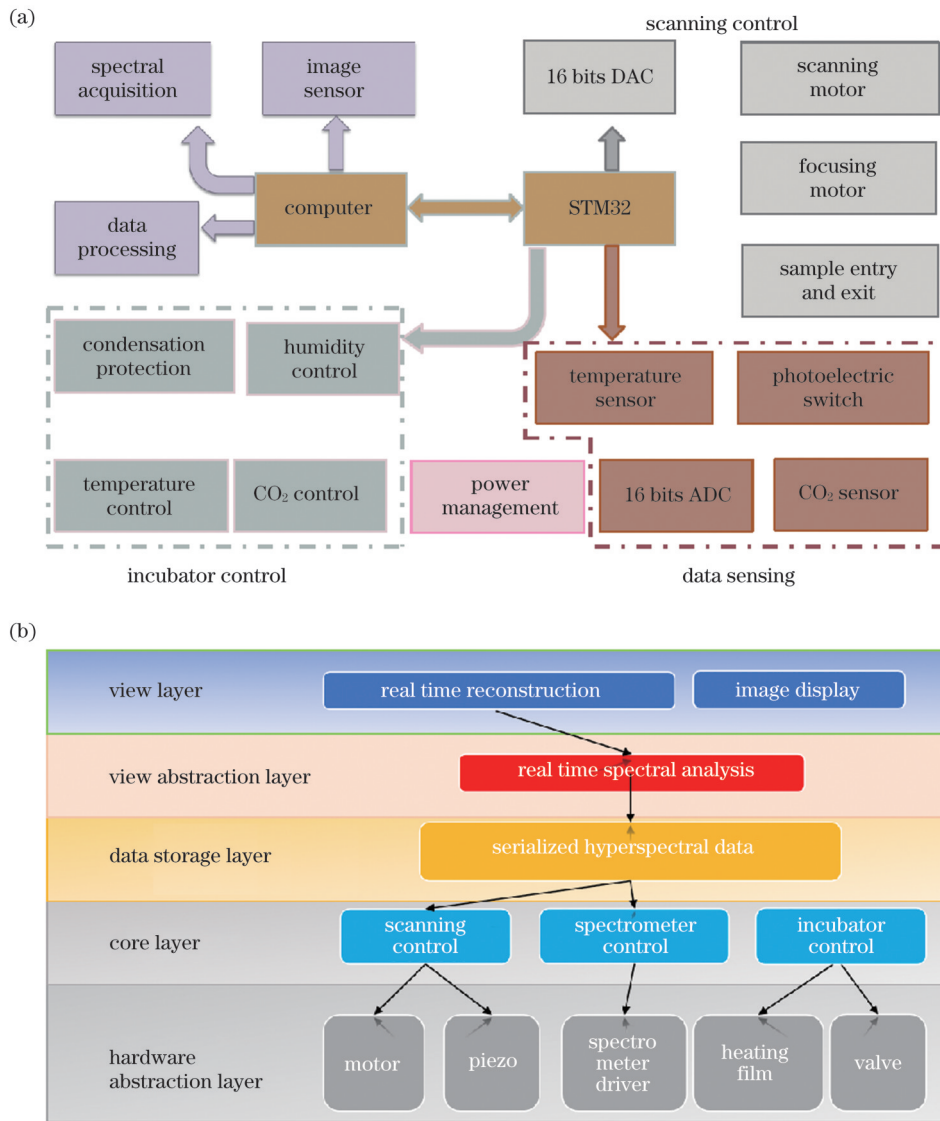 (a)
scanning control
spectral
acquisition
image
sensor
16 bits DAC
scanning
motor
focusing
motor
computer
STM32
data
processing
sample entry
and exit
condensation
protection
humidity
control
temperature
sensor
photoelectric
switch
temperature
control
CO₂ control
power
management
16 bits ADC
CO₂ sensor
incubator control
data sensing
(b)
view layer
real time reconstruction
image display
view abstraction layer
real time spectral analysis
data storage layer
serialized hyperspectral data
core layer
scanning
control
spectrometer
control
incubator
control
hardware
abstraction layer
motor
piezo
spectro
meter
driver
heating
film
valve